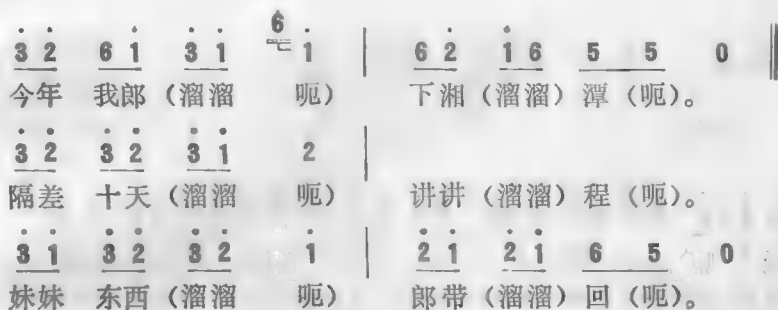 3̇ 2̇ 6 1̇ 3̇ 1̇ 6 1̇ | 6 2̇ 1̇ 6 5 5 0 ‖
今年 我郎（溜溜 呃） 下湘（溜溜）潭（呃）。
3̇ 2̇ 3̇ 2̇ 3̇ 1̇ 2 |
隔差 十天（溜溜 呃） 讲讲（溜溜）程（呃）。
3̇ 1̇ 3̇ 2̇ 3̇ 2̇ 1̇ | 2̇ 1̇ 2̇ 1̇ 6 5 0
妹妹 东西（溜溜 呃） 郎带（溜溜）回（呃）。